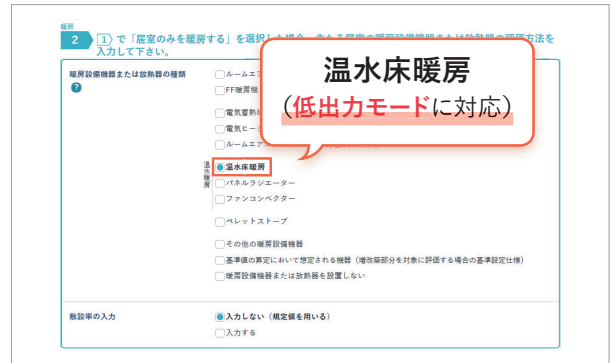 暖房
2 1) で「居室のみを暖房する」を選択した場合、主たる居室の暖房設備機器または放熱器の評価方法を
入力して下さい。
暖房設備機器または放熱器の種類
?
ルームエア
FF暖房機
電気蓄熱
電気ヒー
ルームエアー
温水暖房
温水床暖房
パネルラジエーター
ファンコンベクター
ペレットストーブ
その他の暖房設備機器
基準値の算定において想定される機器（増改築部分を対象に評価する場合の基準設定仕様）
暖房設備機器または放熱器を設置しない
敷設率の入力
入力しない（規定値を用いる）
入力する
温水床暖房
（低出力モードに対応）